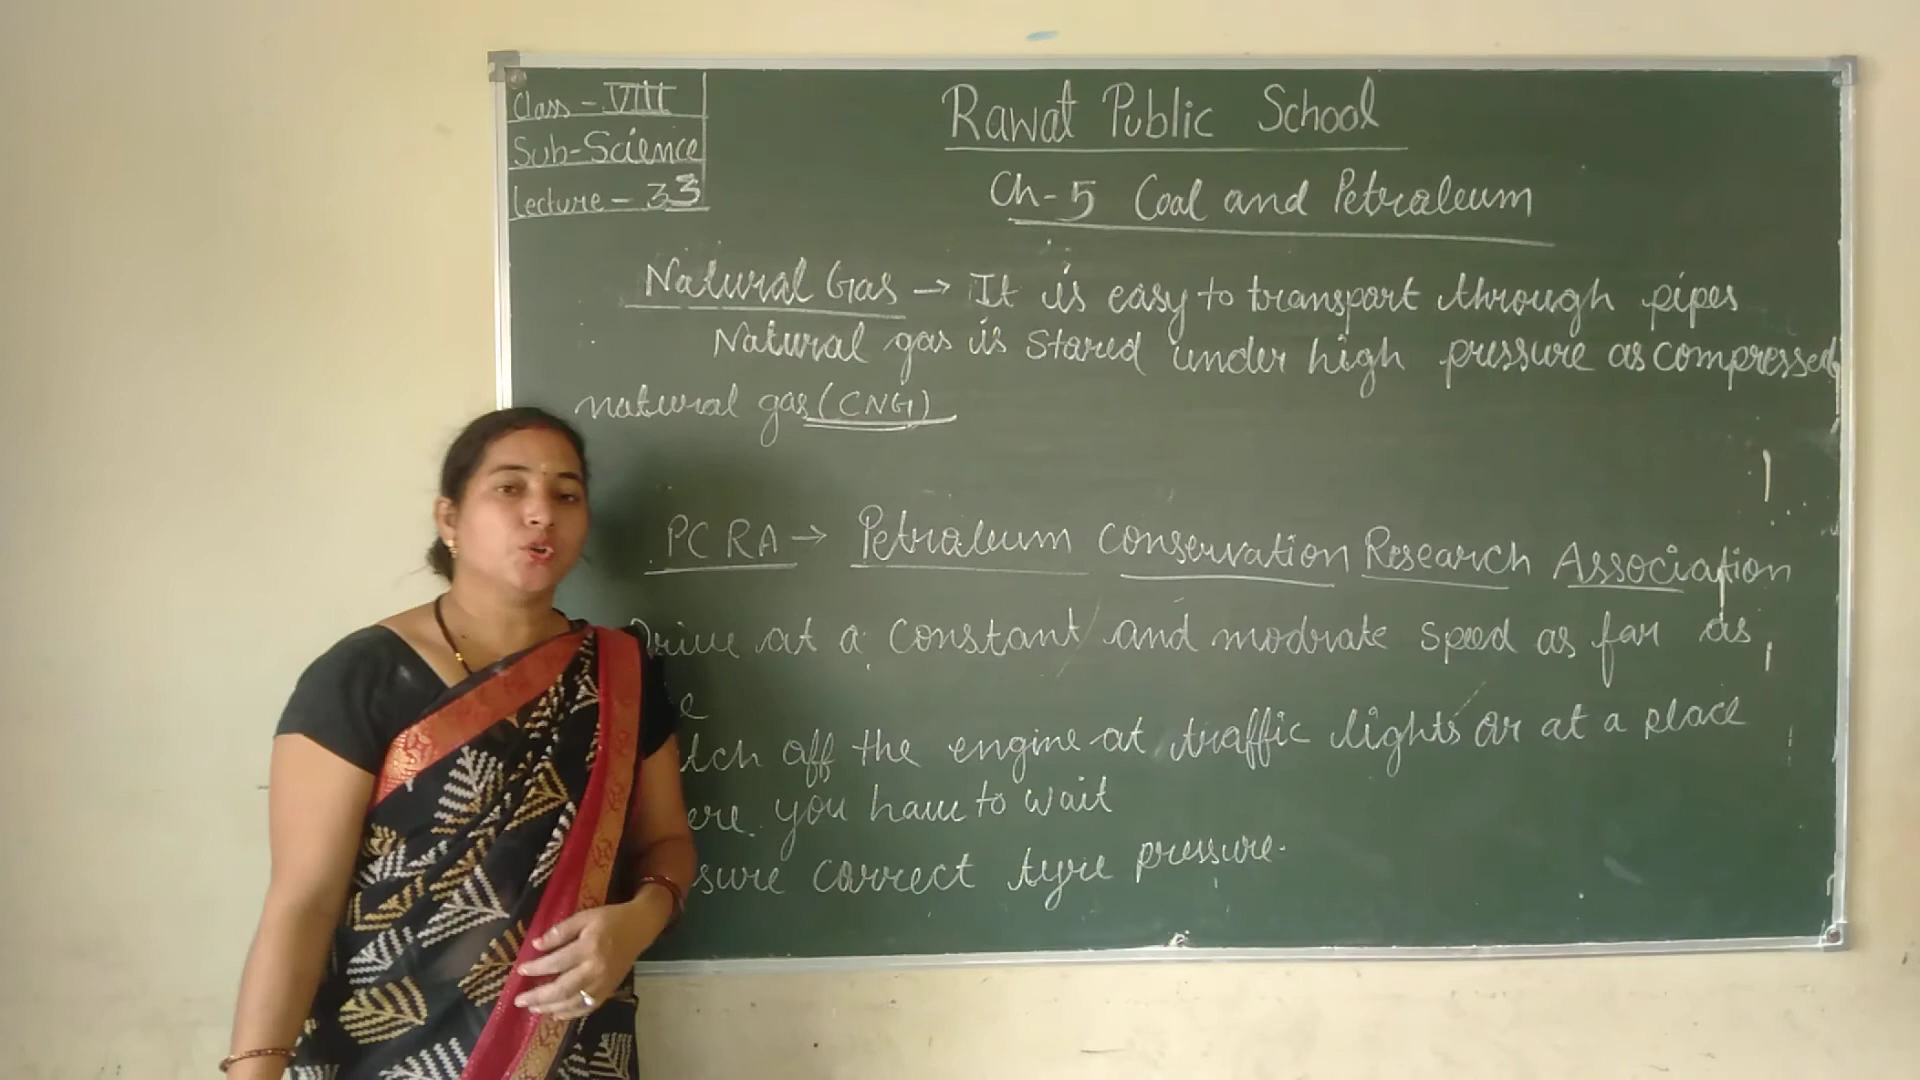 Class - VIII
Sub-Science
Lecture - 33
Rawat Public School
Ch-5 Coal and Petroleum
Natural Gas → It is easy to transport through pipes
Natural gas is stored under high pressure as compressed
natural gas (CNG)
PCRA → Petroleum Conservation Research Association
Drive at a constant and modrate speed as far as
off the engine at traffic lights or at a place
you have to wait
correct tyre pressure.